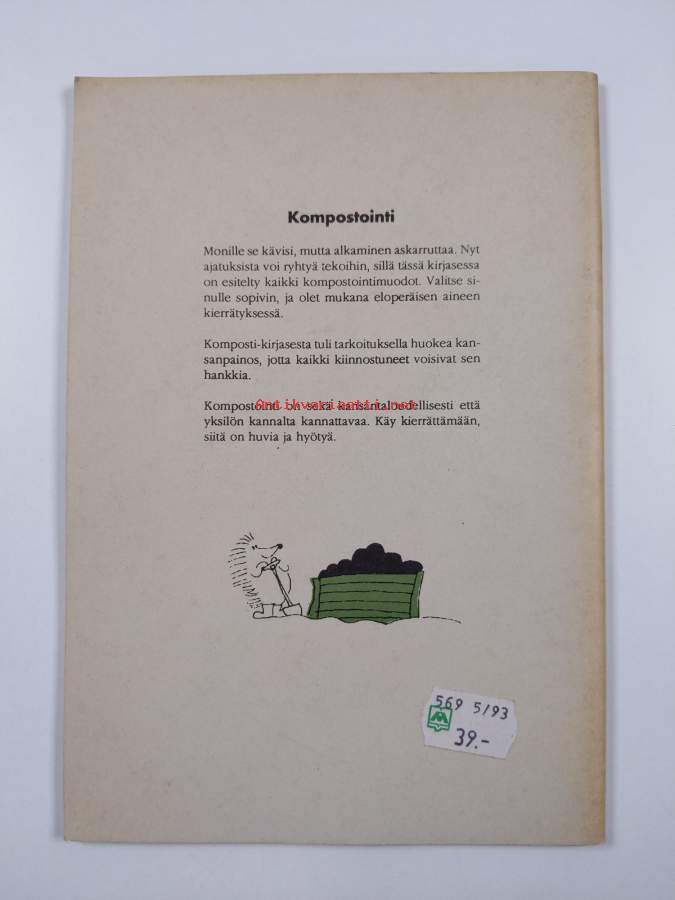 Kompostointi
Monille se kävisi, mutta alkaminen askarruttaa. Nyt
ajatuksista voi ryhtyä tekoihin, sillä tässä kirjasessa
on esitelty kaikki kompostointimuodot. Valitse si-
nulle sopivin, ja olet mukana eloperäisen aineen
kierrätyksessä.
Komposti-kirjasesta tuli tarkoituksella huokea kan-
sanpainos, jotta kaikki kiinnostuneet voisivat sen
hankkia.
Antikvariaatti.net
Kompostointi on sekä kansantaloudellisesti että
yksilön kannalta kannattavaa. Käy kierrättämään,
siitä on huvia ja hyötyä.
569 5/93
39.-